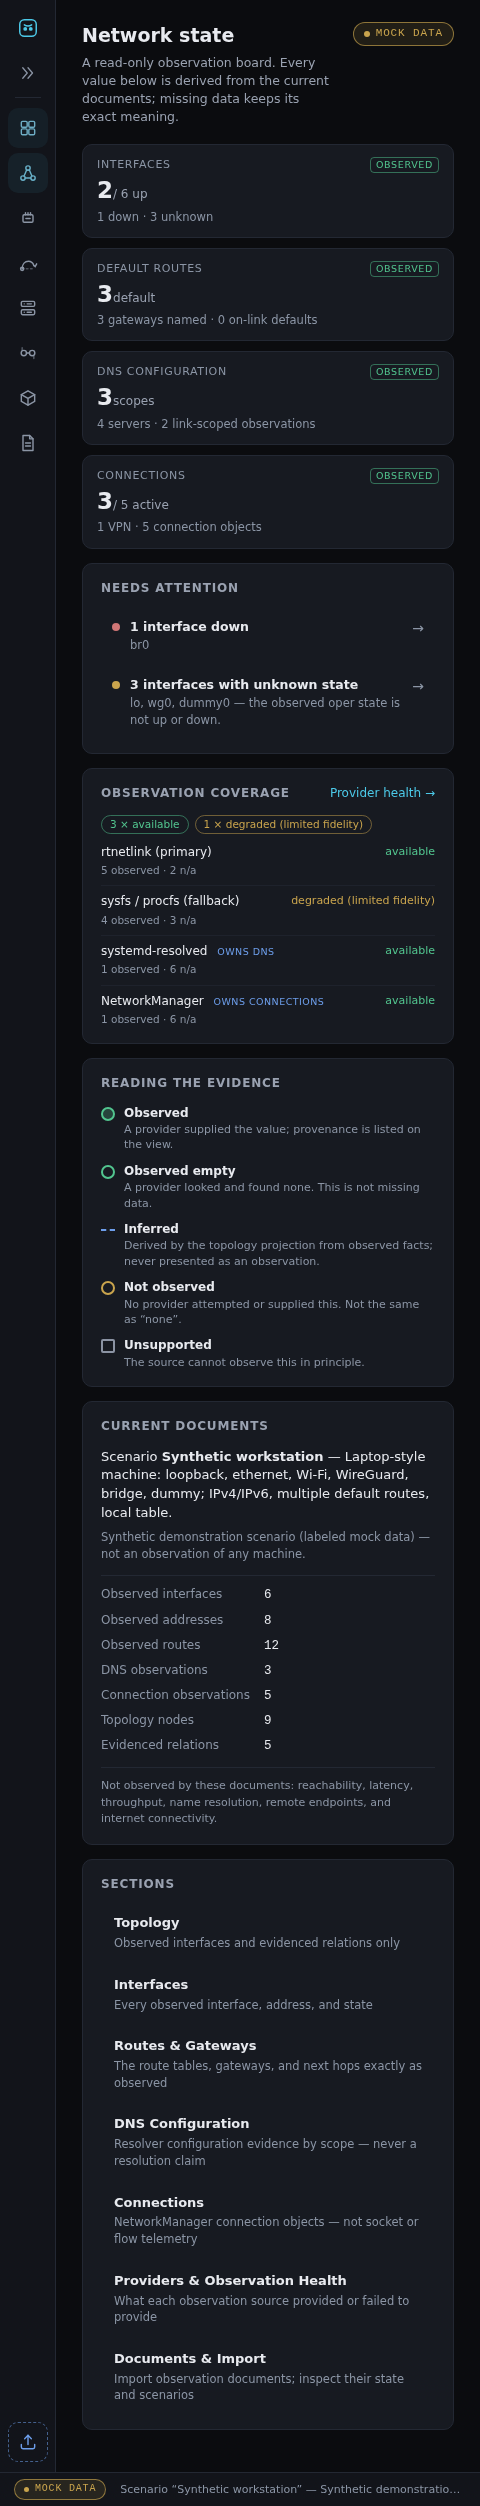 Network state
MOCK DATA
A read-only observation board. Every
value below is derived from the current
documents; missing data keeps its
exact meaning.
INTERFACES
OBSERVED
2 / 6 up
1 down · 3 unknown
DEFAULT ROUTES
OBSERVED
3 default
3 gateways named · 0 on-link defaults
DNS CONFIGURATION
OBSERVED
3 scopes
4 servers · 2 link-scoped observations
CONNECTIONS
OBSERVED
3 / 5 active
1 VPN · 5 connection objects
NEEDS ATTENTION
1 interface down →
br0
3 interfaces with unknown state →
lo, wg0, dummy0 — the observed oper state is
not up or down.
OBSERVATION COVERAGE
Provider health →
3 × available
1 × degraded (limited fidelity)
rtnetlink (primary)
available
5 observed · 2 n/a
sysfs / procfs (fallback)
degraded (limited fidelity)
4 observed · 3 n/a
systemd-resolved OWNS DNS
available
1 observed · 6 n/a
NetworkManager OWNS CONNECTIONS
available
1 observed · 6 n/a
READING THE EVIDENCE
Observed
A provider supplied the value; provenance is listed on
the view.
Observed empty
A provider looked and found none. This is not missing
data.
Inferred
Derived by the topology projection from observed facts;
never presented as an observation.
Not observed
No provider attempted or supplied this. Not the same
as “none”.
Unsupported
The source cannot observe this in principle.
CURRENT DOCUMENTS
Scenario Synthetic workstation — Laptop-style
machine: loopback, ethernet, Wi-Fi, WireGuard,
bridge, dummy; IPv4/IPv6, multiple default routes,
local table.
Synthetic demonstration scenario (labeled mock data) —
not an observation of any machine.
Observed interfaces 6
Observed addresses 8
Observed routes 12
DNS observations 3
Connection observations 5
Topology nodes 9
Evidenced relations 5
Not observed by these documents: reachability, latency,
throughput, name resolution, remote endpoints, and
internet connectivity.
SECTIONS
Topology
Observed interfaces and evidenced relations only
Interfaces
Every observed interface, address, and state
Routes & Gateways
The route tables, gateways, and next hops exactly as
observed
DNS Configuration
Resolver configuration evidence by scope — never a
resolution claim
Connections
NetworkManager connection objects — not socket or
flow telemetry
Providers & Observation Health
What each observation source provided or failed to
provide
Documents & Import
Import observation documents; inspect their state
and scenarios
MOCK DATA
Scenario “Synthetic workstation” — Synthetic demonstratio…